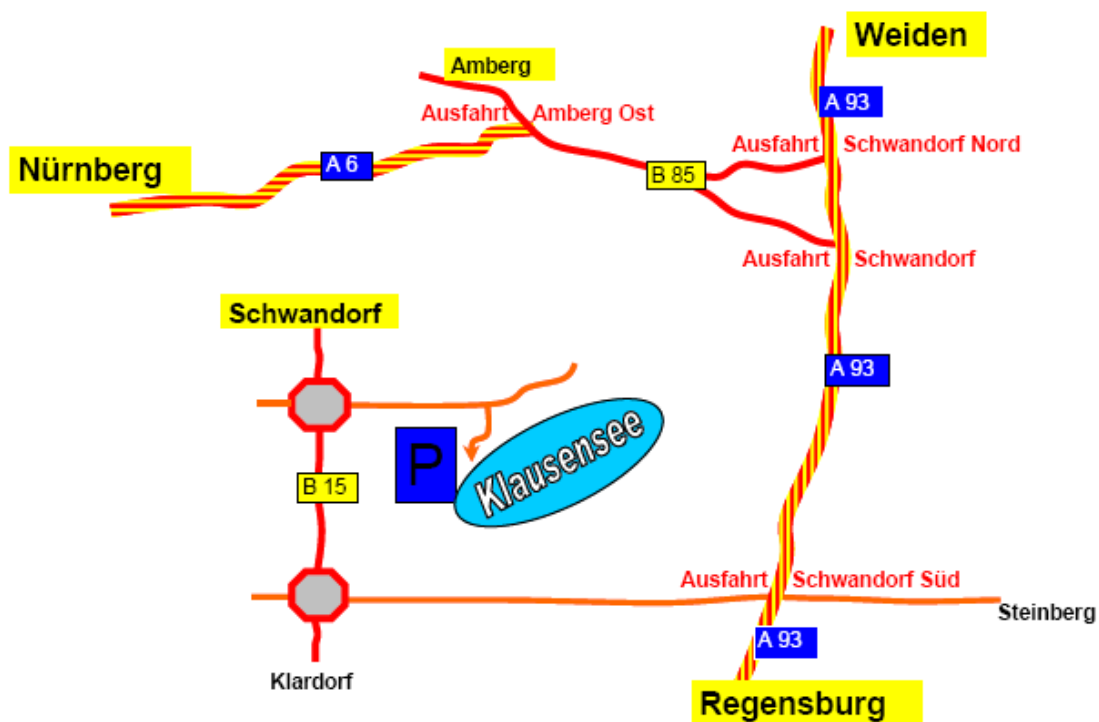 Weiden
Amberg
A 93
Ausfahrt Amberg Ost
Ausfahrt Schwandorf Nord
Nürnberg
A 6
B 85
Ausfahrt Schwandorf
Schwandorf
A 93
P
Klausensee
B 15
Ausfahrt Schwandorf Süd
Steinberg
A 93
Klardorf
Regensburg